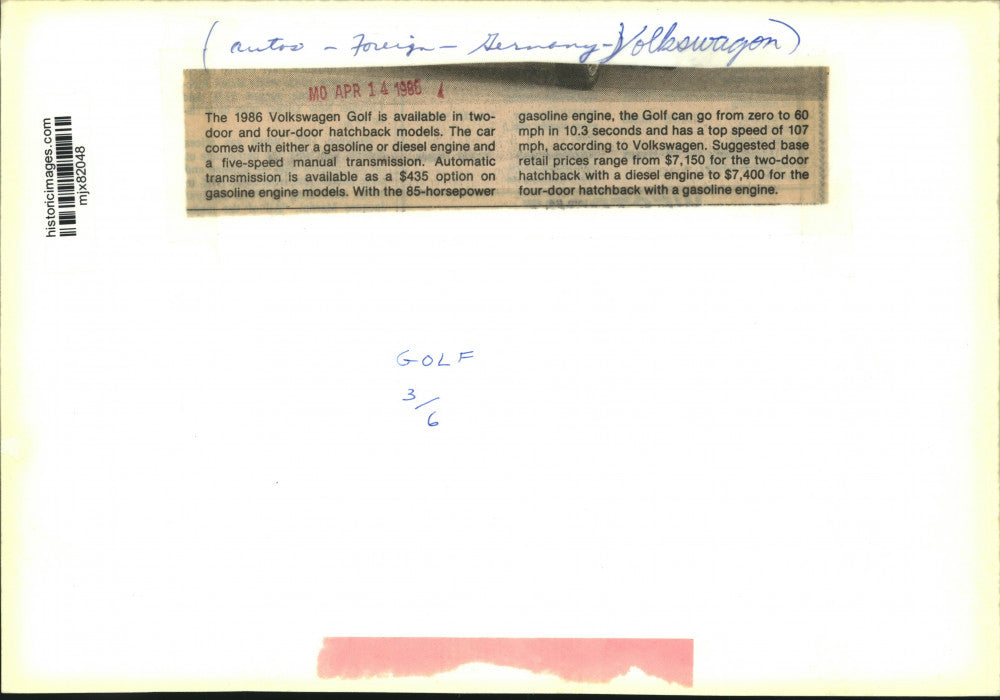 (autos - Foreign - Germany - Volkswagon)
MO APR 14 1986
The 1986 Volkswagen Golf is available in two-
door and four-door hatchback models. The car
comes with either a gasoline or diesel engine and
a five-speed manual transmission. Automatic
transmission is available as a $435 option on
gasoline engine models. With the 85-horsepower
gasoline engine, the Golf can go from zero to 60
mph in 10.3 seconds and has a top speed of 107
mph, according to Volkswagen. Suggested base
retail prices range from $7,150 for the two-door
hatchback with a diesel engine to $7,400 for the
four-door hatchback with a gasoline engine.
historicimages.com
mjx82048
GOLF
3/6